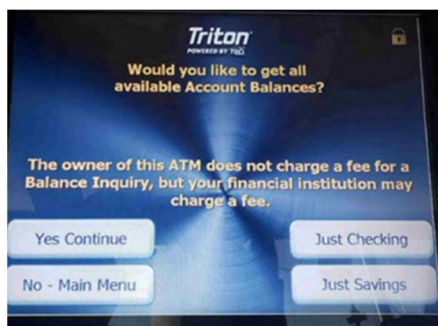 Triton
POWERED BY
Would you like to get all
available Account Balances?
The owner of this ATM does not charge a fee for a
Balance Inquiry, but your financial institution may
charge a fee.
Yes Continue
Just Checking
No - Main Menu
Just Savings